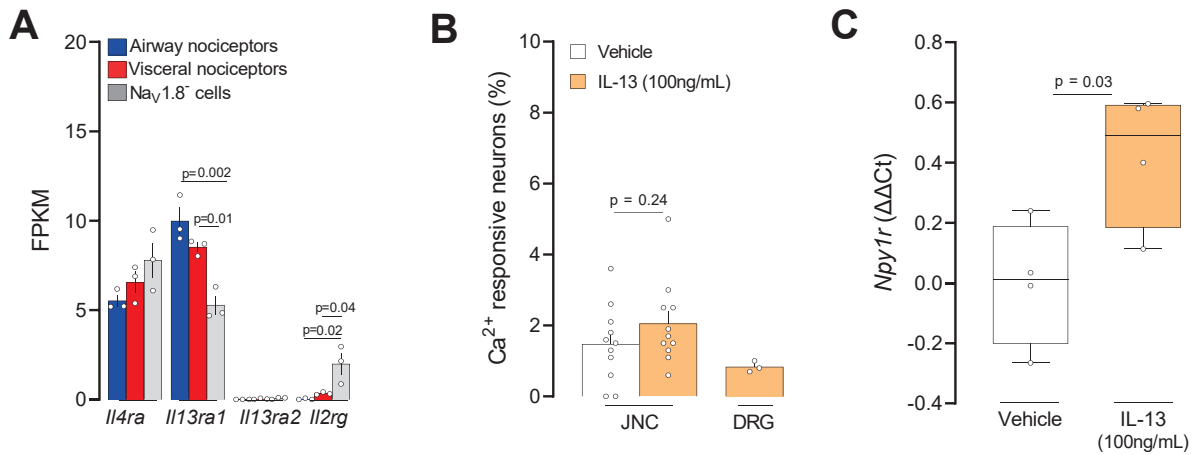 A
20
15
10
5
0
FPKM
Airway nociceptors
Visceral nociceptors
NaV1.8- cells
p=0.002
p=0.01
p=0.04
p=0.02
Il4ra
Il13ra1
Il13ra2
Il2rg
B
10
8
6
4
2
0
Ca2+ responsive neurons (%)
Vehicle
IL-13 (100ng/mL)
p = 0.24
JNC
DRG
C
0.8
0.6
0.4
0.2
0.0
-0.2
-0.4
Npy1r (ΔΔCt)
p = 0.03
Vehicle
IL-13
(100ng/mL)